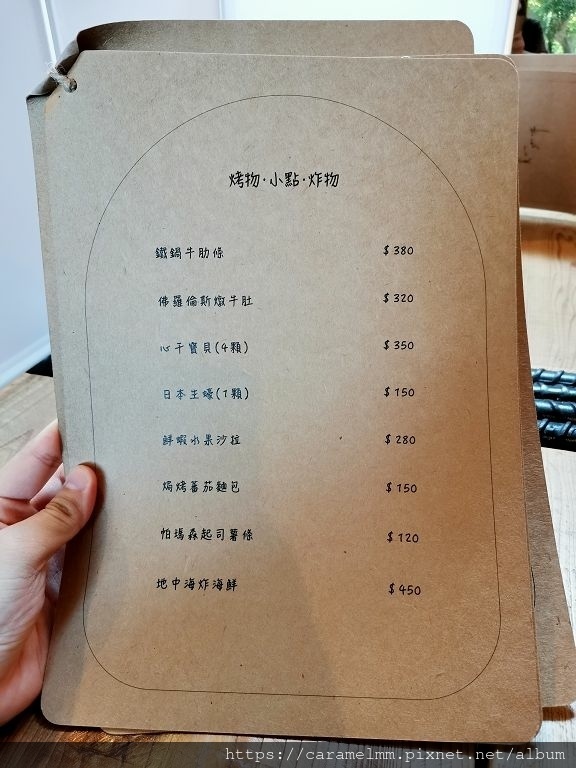 烤物·小點·炸物
鐵鍋牛肋條 $380
佛羅倫斯燉牛肚 $320
心干寶貝(4顆) $350
日本生蠔(1顆) $150
鮮蝦水果沙拉 $280
焗烤蕃茄麵包 $150
帕瑪森起司薯條 $120
地中海炸海鮮 $450
https://caramelmm.pixnet.net/album